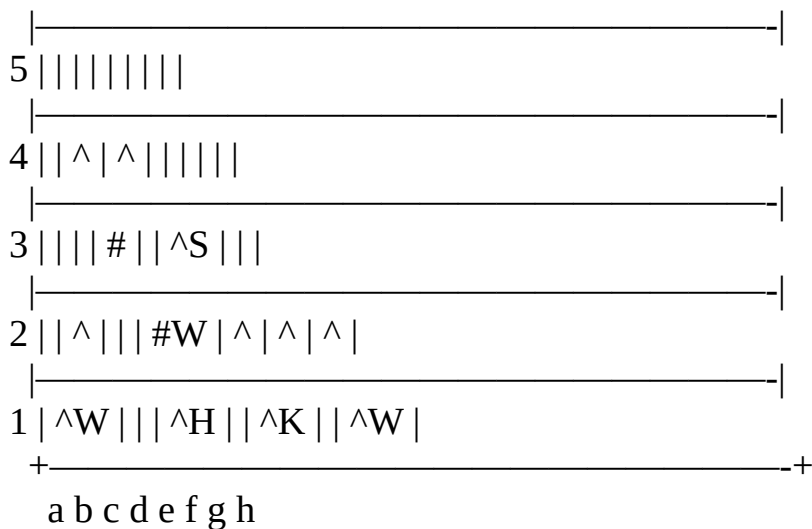 |———————————————————-|
5 | | | | | | | | |
|———————————————————-|
4 | | ^ | ^ | | | | | |
|———————————————————-|
3 | | | | # | | ^S | | |
|———————————————————-|
2 | | ^ | | | #W | ^ | ^ | ^ |
|———————————————————-|
1 | ^W | | | ^H | | ^K | | ^W |
+———————————————————-+
a b c d e f g h